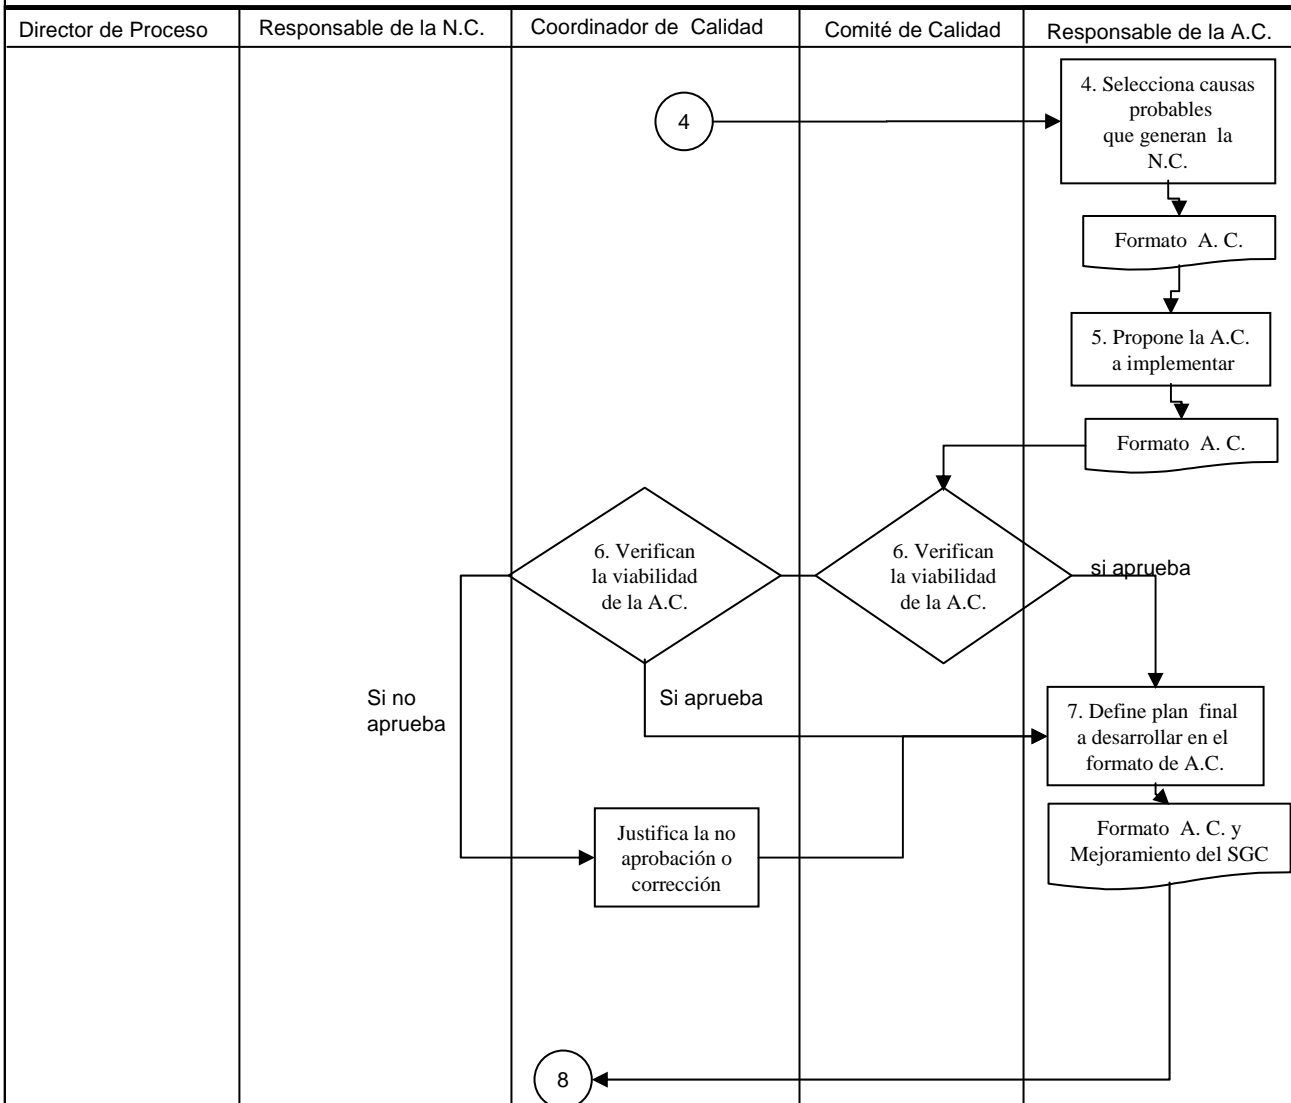 Director de Proceso
Responsable de la N.C.
Coordinador de Calidad
Comité de Calidad
Responsable de la A.C.
4
4. Selecciona causas
probables
que generan la
N.C.
Formato A. C.
5. Propone la A.C.
a implementar
Formato A. C.
6. Verifican
la viabilidad
de la A.C.
6. Verifican
la viabilidad
de la A.C.
si aprueba
Si no
aprueba
Si aprueba
7. Define plan final
a desarrollar en el
formato de A.C.
Justifica la no
aprobación o
corrección
Formato A. C. y
Mejoramiento del SGC
8